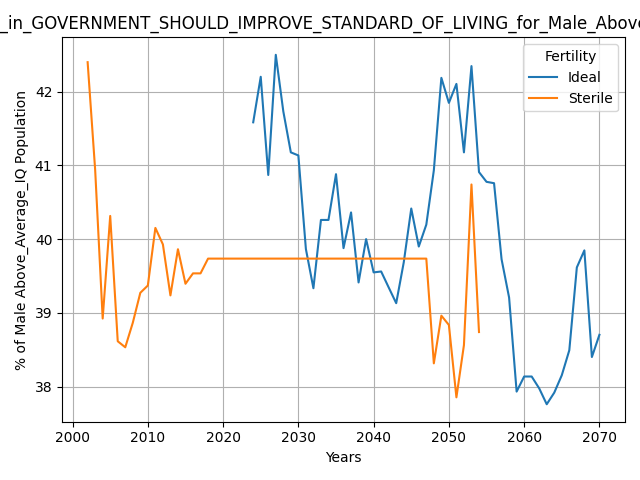 _in_GOVERNMENT_SHOULD_IMPROVE_STANDARD_OF_LIVING_for_Male_Above
% of Male Above_Average_IQ Population
42
41
40
39
38
Fertility
Ideal
Sterile
2000 2010 2020 2030 2040 2050 2060 2070
Years